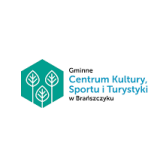 Gminne
Centrum Kultury,
Sportu i Turystyki
w Brańszczyku